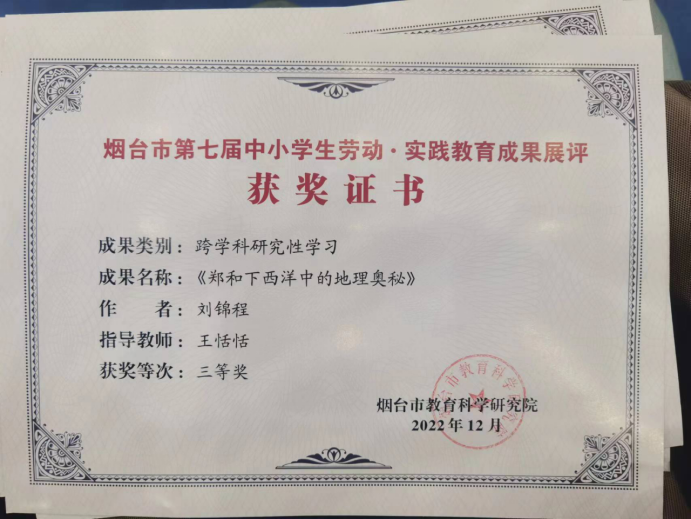 烟台市第七届中小学生劳动·实践教育成果展评
获奖证书
成果类别：跨学科研究性学习
成果名称：《郑和下西洋中的地理奥秘》
作者：刘锦程
指导教师：王恬恬
获奖等次：三等奖
烟台市教育科学研究院
2022年12月